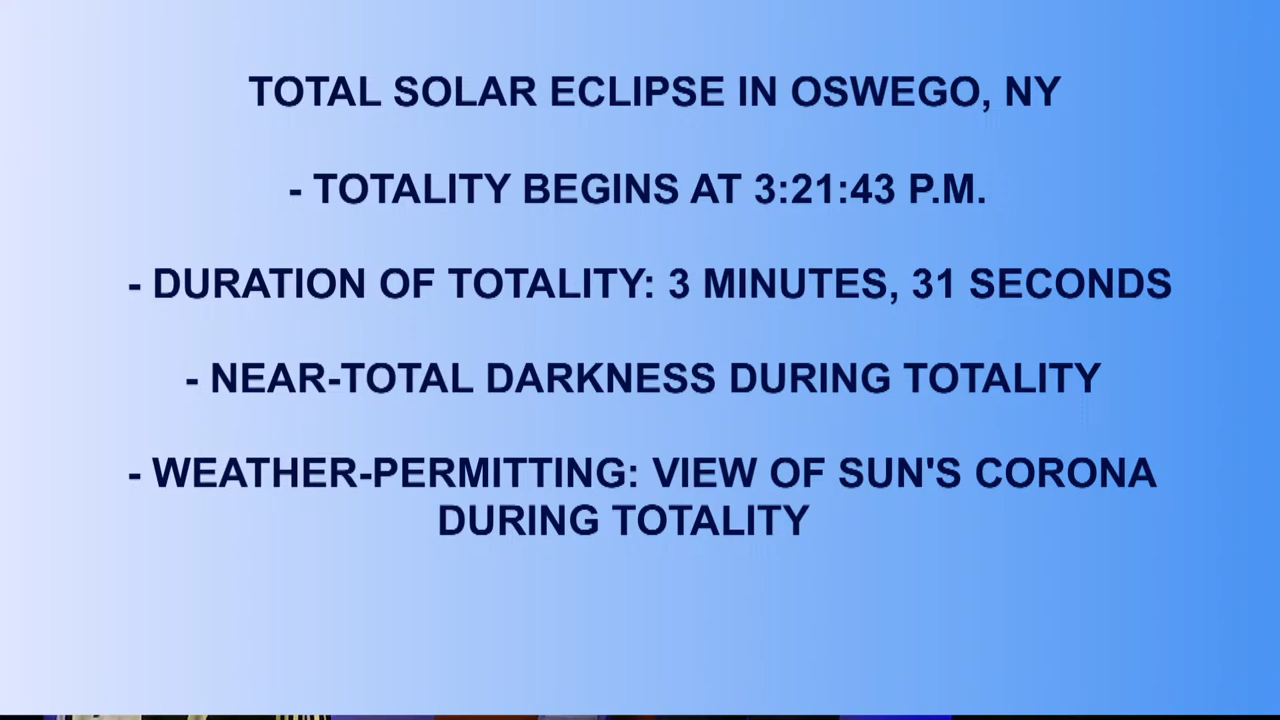 TOTAL SOLAR ECLIPSE IN OSWEGO, NY
- TOTALITY BEGINS AT 3:21:43 P.M.
- DURATION OF TOTALITY: 3 MINUTES, 31 SECONDS
- NEAR-TOTAL DARKNESS DURING TOTALITY
- WEATHER-PERMITTING: VIEW OF SUN'S CORONA
DURING TOTALITY